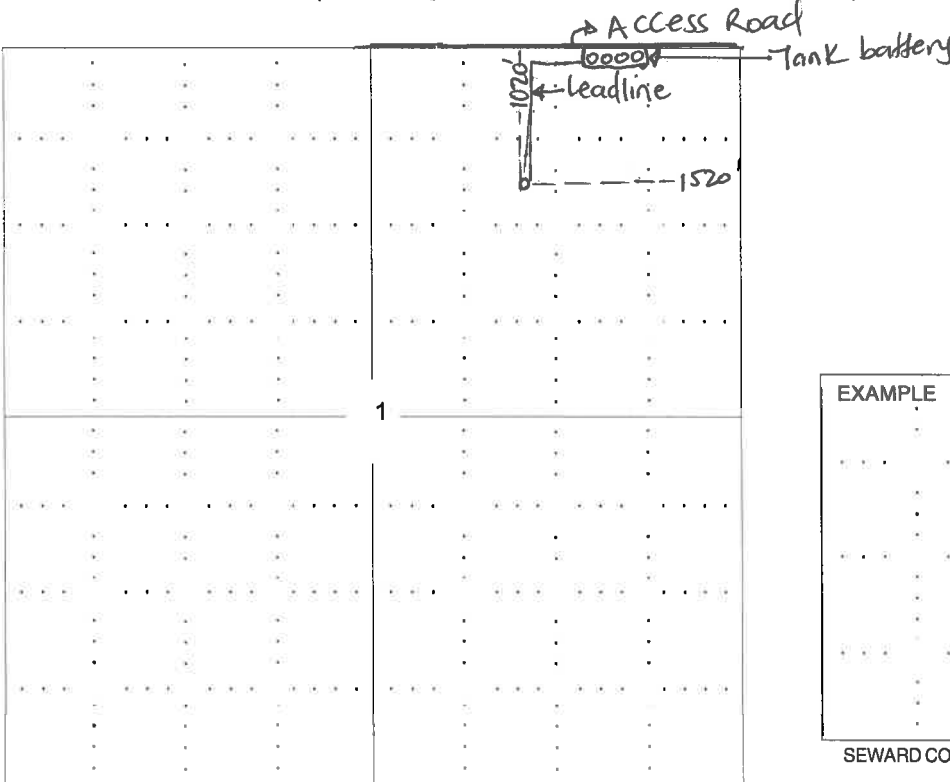 Access Road
Tank battery
1020'
Leadline
1520
1
EXAMPLE
SEWARD CO